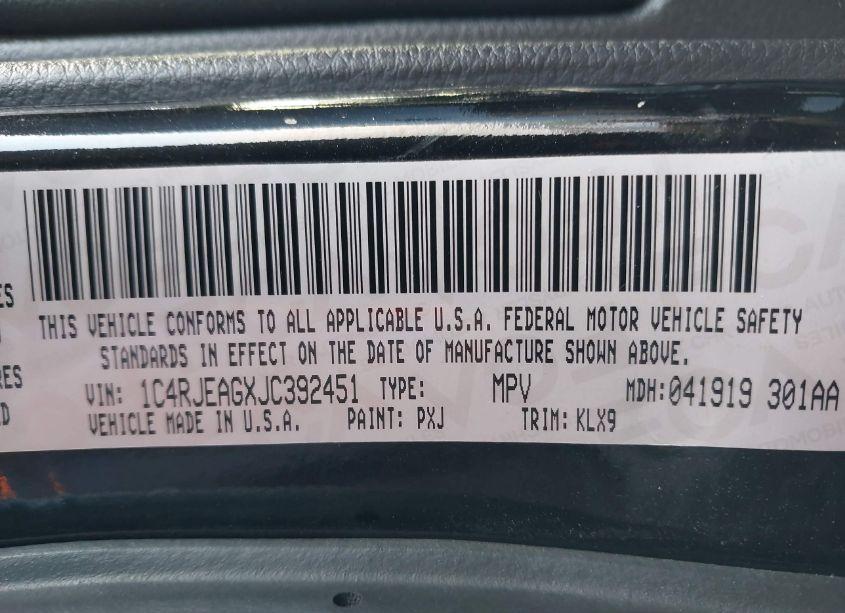 THIS VEHICLE CONFORMS TO ALL APPLICABLE U.S.A. FEDERAL MOTOR VEHICLE SAFETY
STANDARDS IN EFFECT ON THE DATE OF MANUFACTURE SHOWN ABOVE.
VIN: 1C4RJEAGXJC392451 TYPE: MPV MDH:041919 301AA
VEHICLE MADE IN U.S.A. PAINT: PXJ TRIM: KLX9